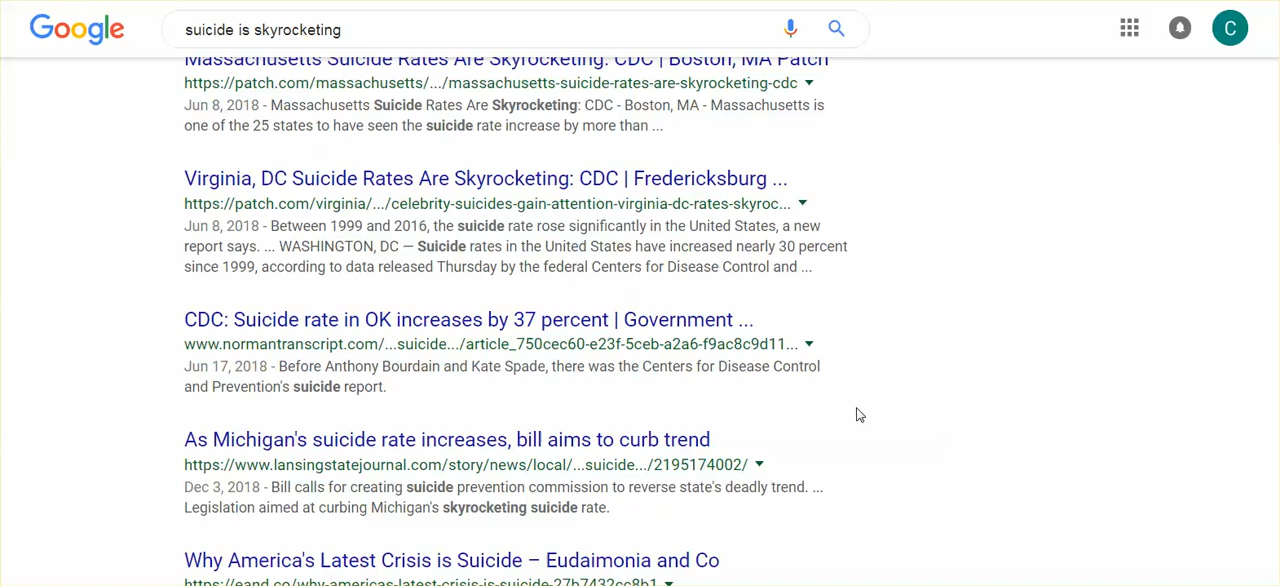 Google
suicide is skyrocketing
C
Massachusetts Suicide Rates Are Skyrocketing: CDC | Boston, MA Patch
https://patch.com/massachusetts/.../massachusetts-suicide-rates-are-skyrocketing-cdc
Jun 8, 2018 - Massachusetts Suicide Rates Are Skyrocketing: CDC - Boston, MA - Massachusetts is
one of the 25 states to have seen the suicide rate increase by more than ...
Virginia, DC Suicide Rates Are Skyrocketing: CDC | Fredericksburg ...
https://patch.com/virginia/.../celebrity-suicides-gain-attention-virginia-dc-rates-skyroc...
Jun 8, 2018 - Between 1999 and 2016, the suicide rate rose significantly in the United States, a new
report says. ... WASHINGTON, DC — Suicide rates in the United States have increased nearly 30 percent
since 1999, according to data released Thursday by the federal Centers for Disease Control and ...
CDC: Suicide rate in OK increases by 37 percent | Government ...
www.normantranscript.com/...suicide.../article_750cec60-e23f-5ceb-a2a6-f9ac8c9d11...
Jun 17, 2018 - Before Anthony Bourdain and Kate Spade, there was the Centers for Disease Control
and Prevention's suicide report.
As Michigan's suicide rate increases, bill aims to curb trend
https://www.lansingstatejournal.com/story/news/local/...suicide.../2195174002/
Dec 3, 2018 - Bill calls for creating suicide prevention commission to reverse state's deadly trend. ...
Legislation aimed at curbing Michigan's skyrocketing suicide rate.
Why America's Latest Crisis is Suicide – Eudaimonia and Co
https://eand.co/why-americas-latest-crisis-is-suicide-27b7432cc8b1